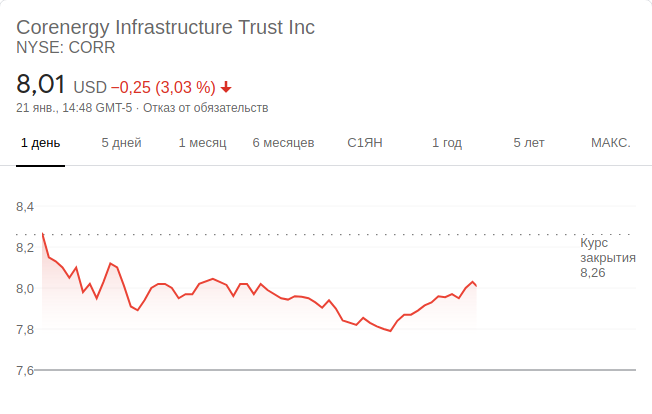 Corenergy Infrastructure Trust Inc
NYSE: CORR
8,01 USD −0,25 (3,03 %)
21 янв., 14:48 GMT-5 · Отказ от обязательств
1 день 5 дней 1 месяц 6 месяцев С1ЯН 1 год 5 лет МАКС.
8,4
8,2
8,0
7,8
7,6
Курс
закрытия
8,26